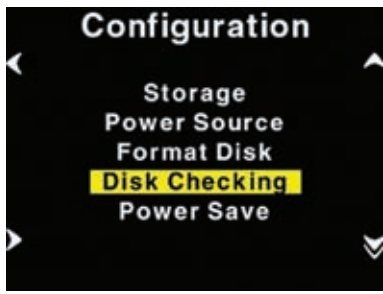 Configuration
Storage
Power Source
Format Disk
Disk Checking
Power Save